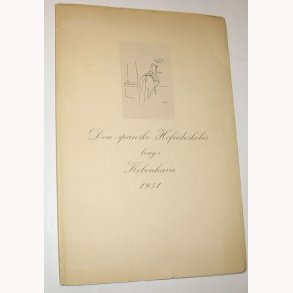 Den spanske Hofrideskoles
besøg i
København
1951